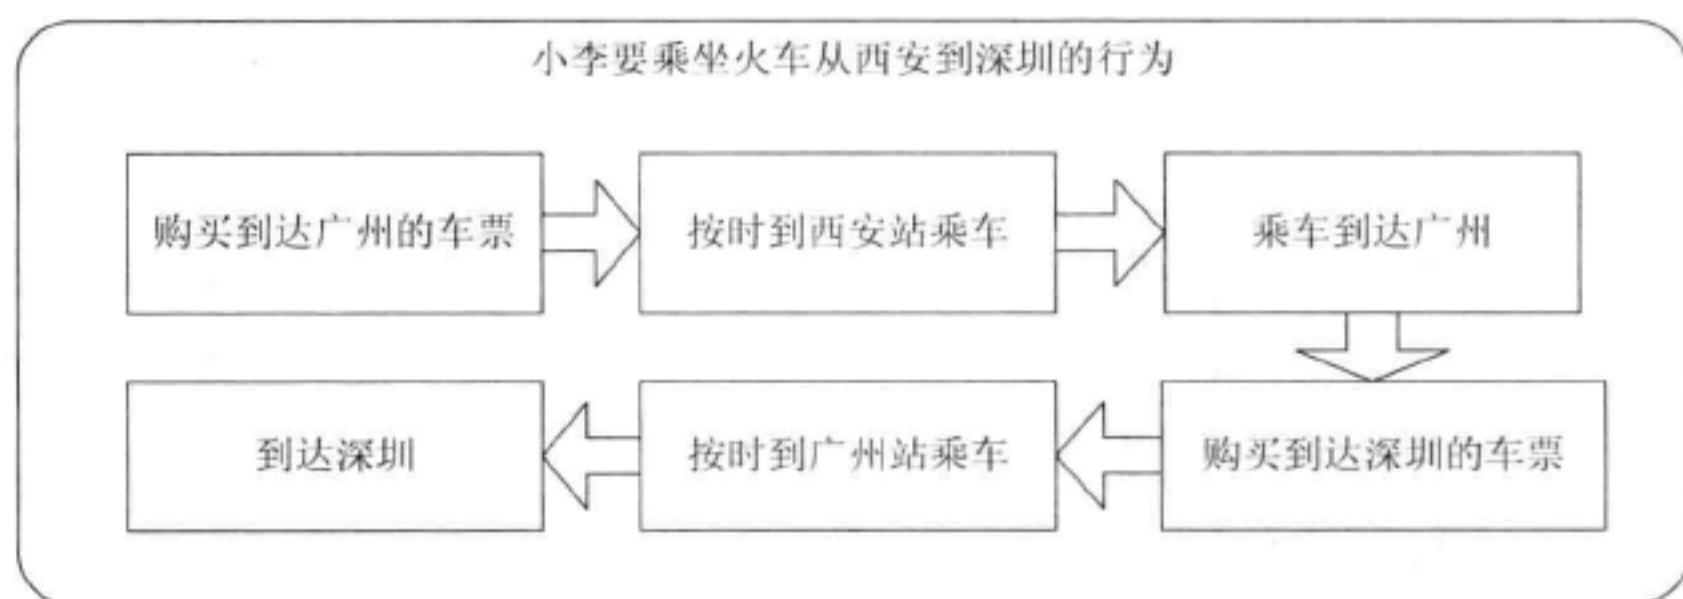 小李要乘坐火车从西安到深圳的行为
购买到达广州的车票
按时到西安站乘车
乘车到达广州
购买到达深圳的车票
按时到广州站乘车
到达深圳